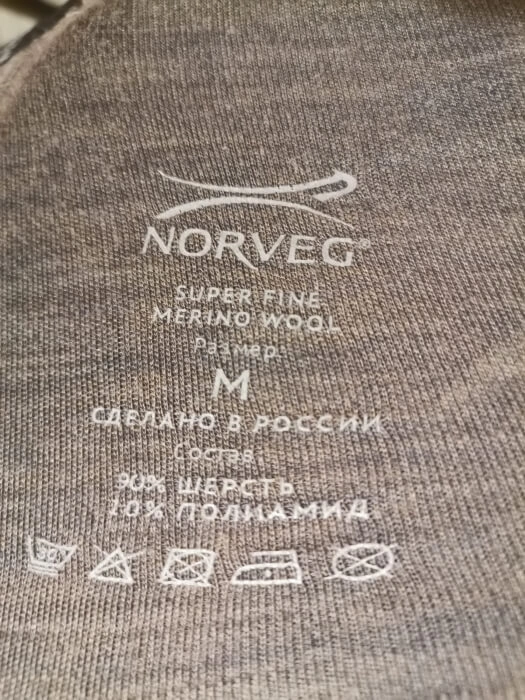 NORVEG®
SUPER FINE
MERINO WOOL
Размер:
M
СДЕЛАНО В РОССИИ
Состав
90% ШЕРСТЬ
10% ПОЛИАМИД